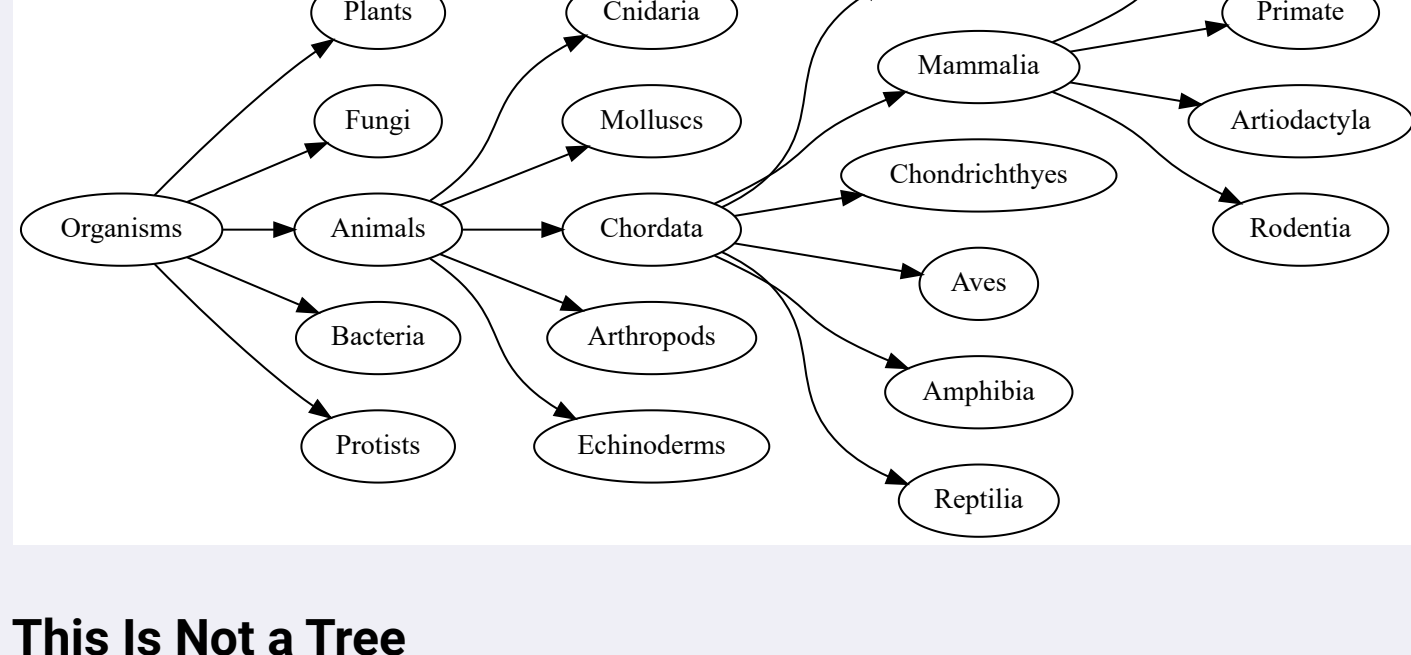 Plants
Cnidaria
Primate
Mammalia
Fungi
Molluscs
Artiodactyla
Chondrichthyes
Organisms
Animals
Chordata
Rodentia
Aves
Bacteria
Arthropods
Amphibia
Protists
Echinoderms
Reptilia
This Is Not a Tree